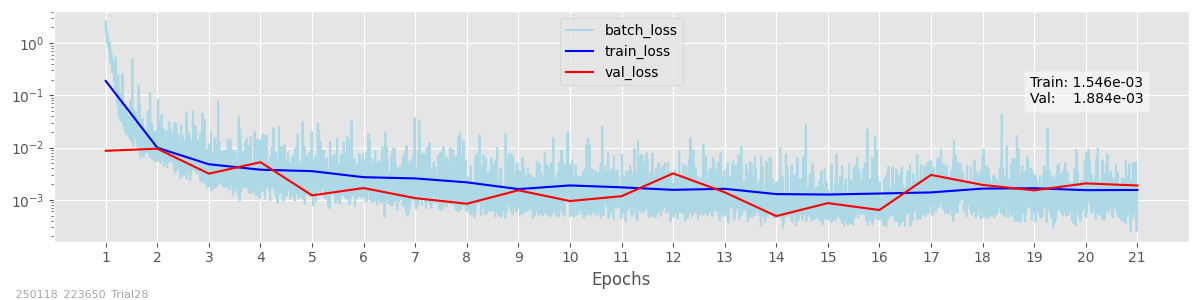 batch_loss
train_loss
val_loss
Train: 1.546e-03
Val: 1.884e-03
10⁰
10⁻¹
10⁻²
10⁻³
1 2 3 4 5 6 7 8 9 10 11 12 13 14 15 16 17 18 19 20 21
Epochs
250118_223650_Trial28